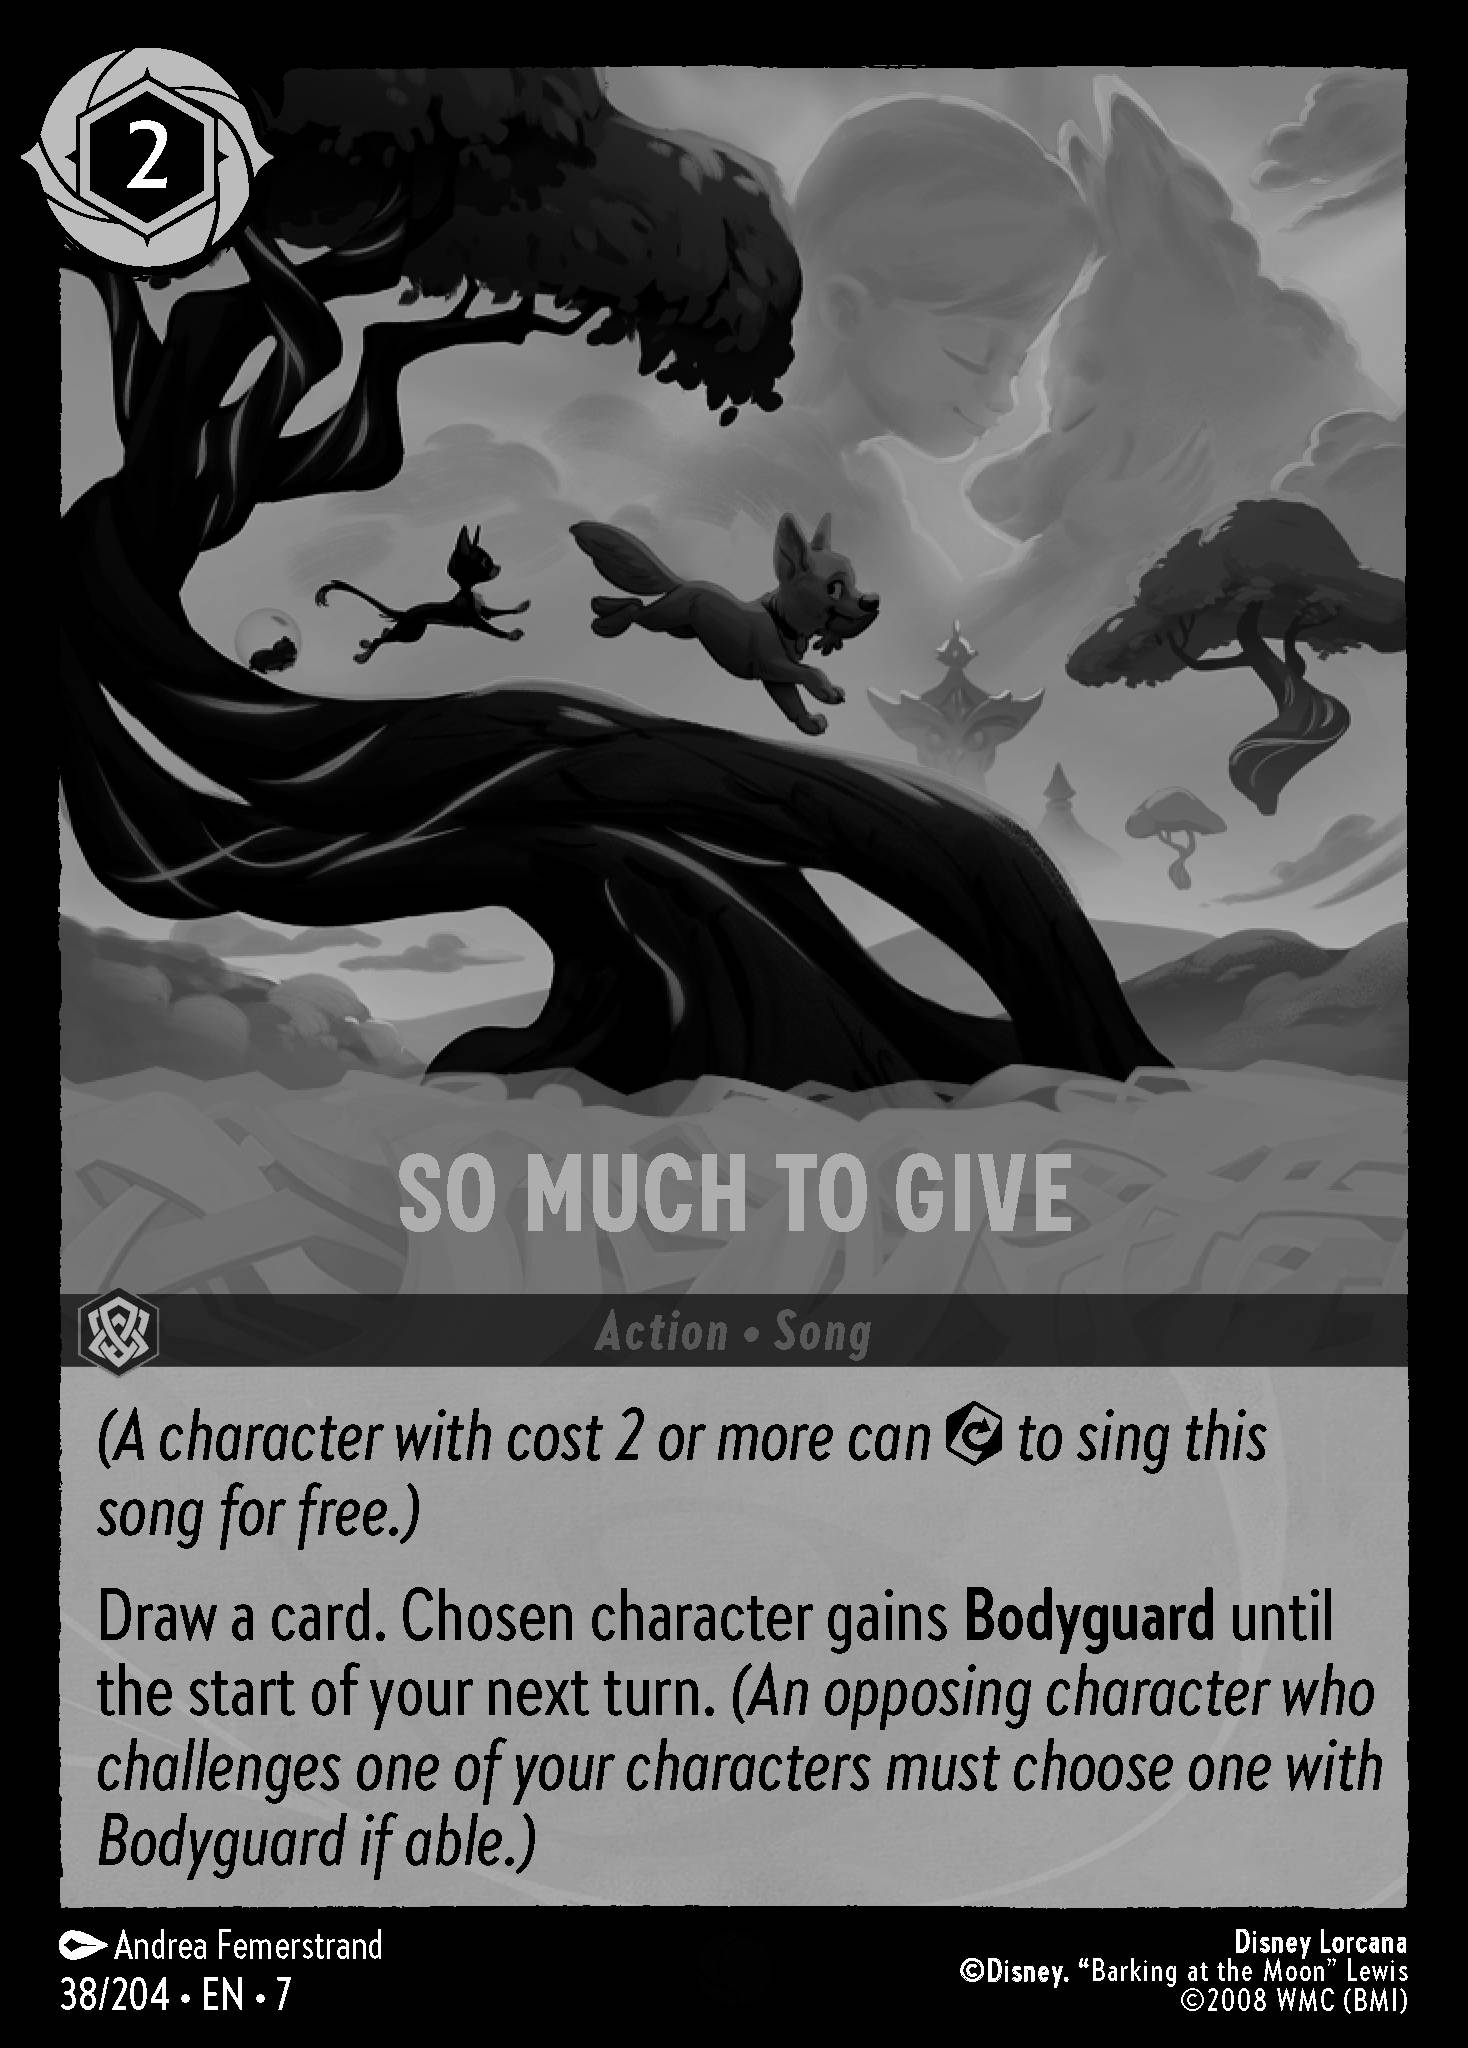 2
SO MUCH TO GIVE
Action • Song
(A character with cost 2 or more can to sing this
song for free.)
Draw a card. Chosen character gains Bodyguard until
the start of your next turn. (An opposing character who
challenges one of your characters must choose one with
Bodyguard if able.)
Andrea Femerstrand
38/204 • EN • 7
Disney Lorcana
©Disney. “Barking at the Moon” Lewis
©2008 WMC (BMI)